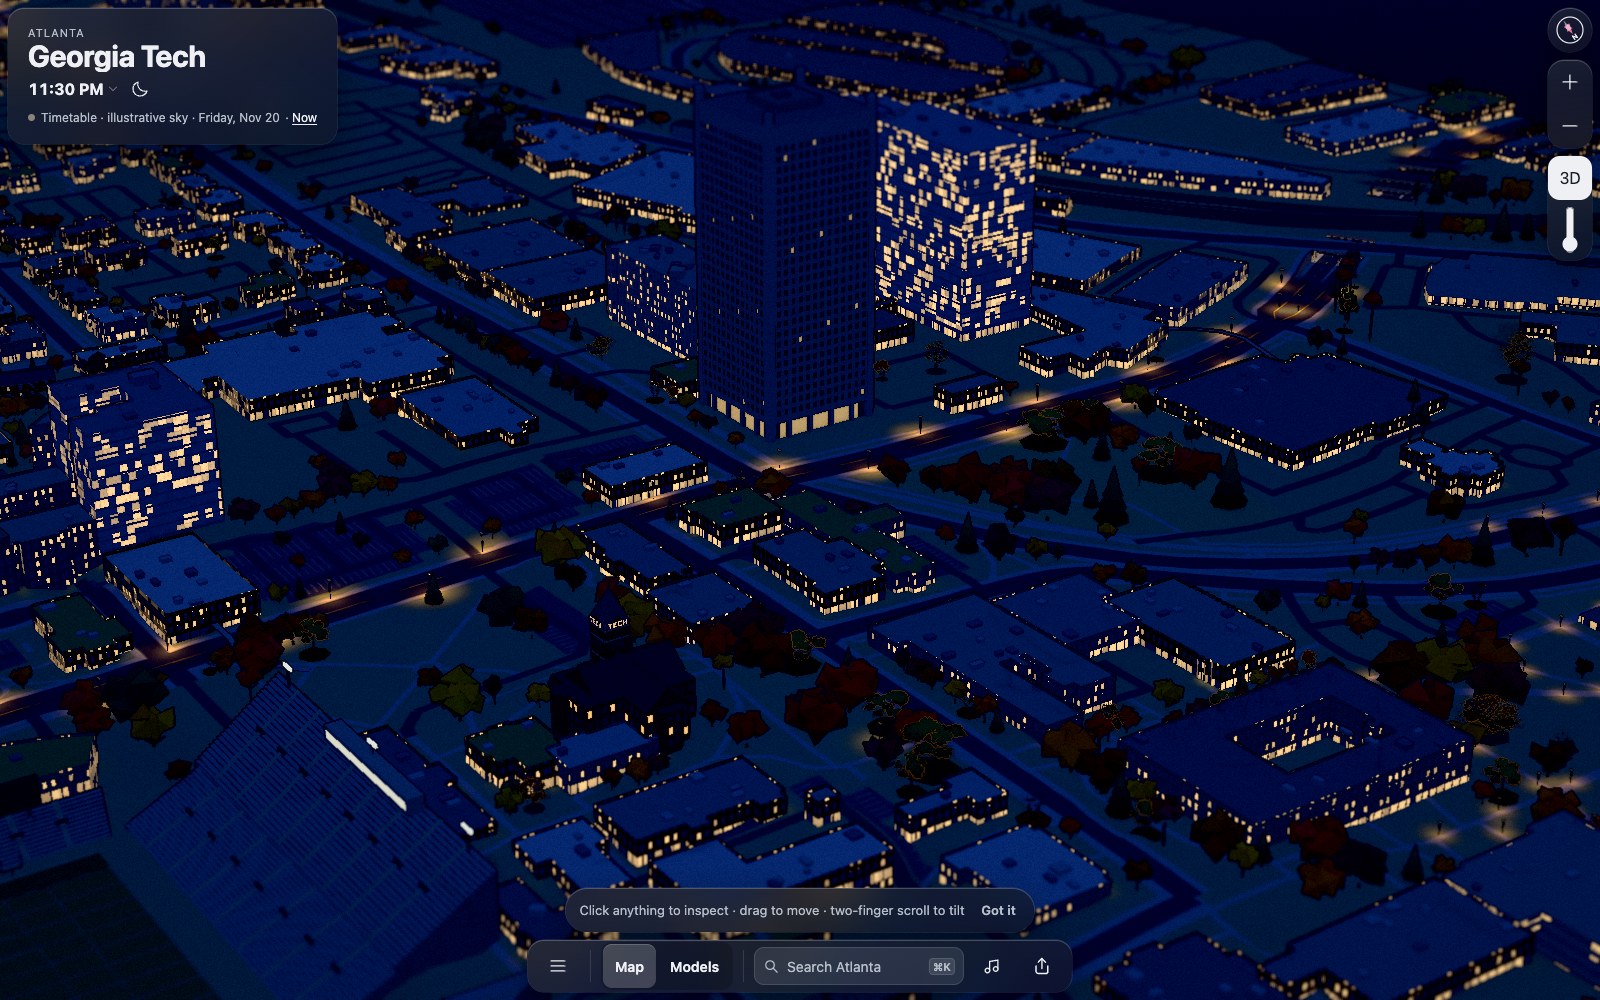 ATLANTA
Georgia Tech
11:30 PM
Timetable · illustrative sky · Friday, Nov 20 · Now
3D
TECH
Click anything to inspect · drag to move · two-finger scroll to tilt Got it
Map Models Search Atlanta ⌘K